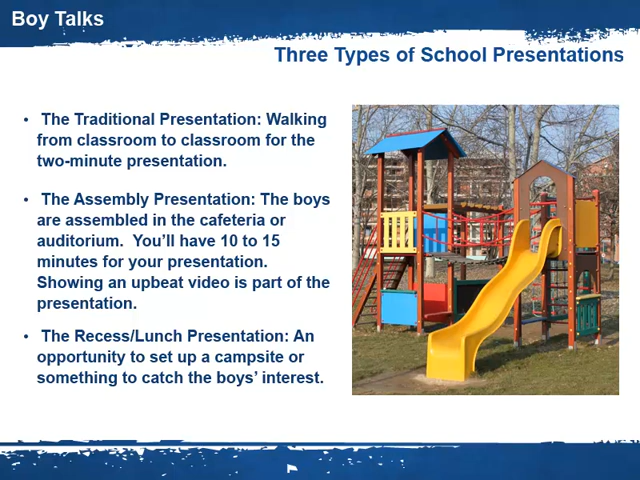 Boy Talks
Three Types of School Presentations
• The Traditional Presentation: Walking
from classroom to classroom for the
two-minute presentation.
• The Assembly Presentation: The boys
are assembled in the cafeteria or
auditorium.  You’ll have 10 to 15
minutes for your presentation.
Showing an upbeat video is part of the
presentation.
• The Recess/Lunch Presentation: An
opportunity to set up a campsite or
something to catch the boys’ interest.